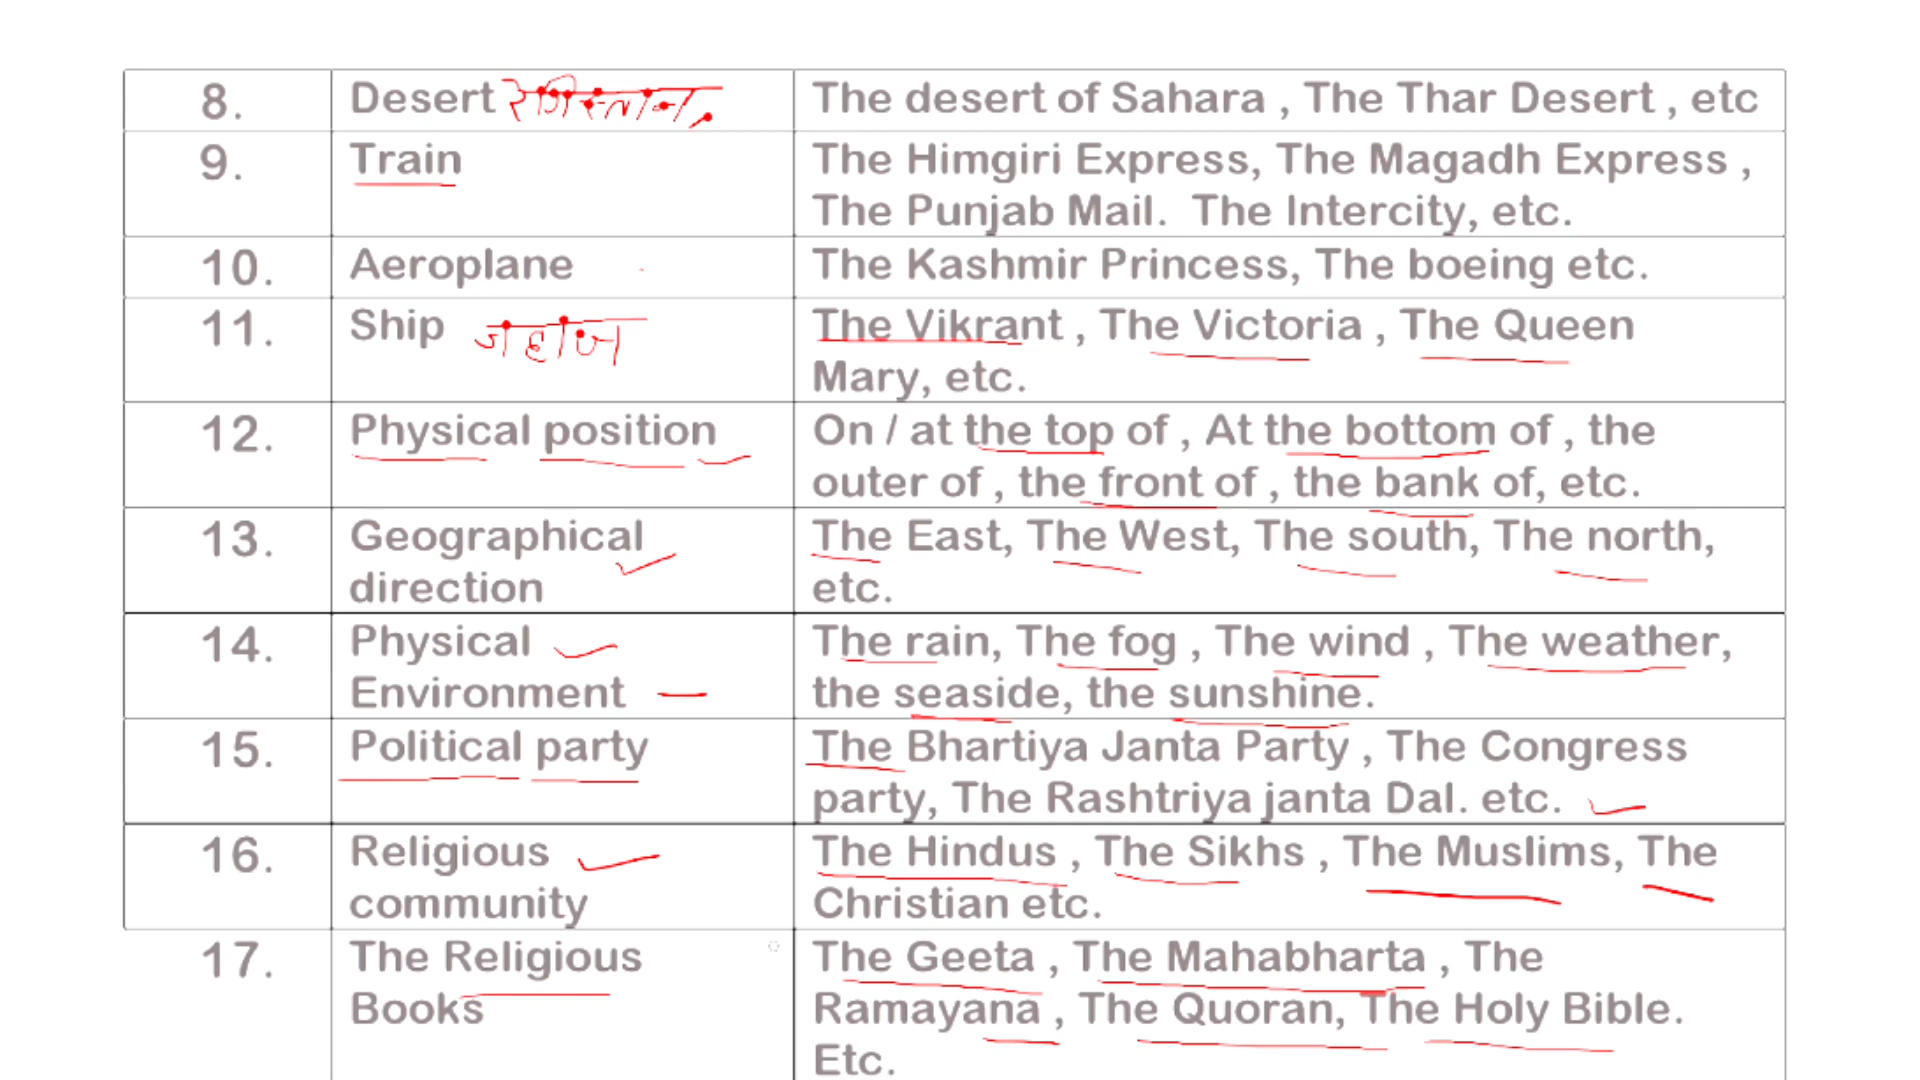 8. Desert रेगिस्तान, The desert of Sahara , The Thar Desert , etc
9. Train The Himgiri Express, The Magadh Express ,
The Punjab Mail. The Intercity, etc.
10. Aeroplane The Kashmir Princess, The boeing etc.
11. Ship जहाज The Vikrant , The Victoria , The Queen
Mary, etc.
12. Physical position On / at the top of , At the bottom of , the
outer of , the front of , the bank of, etc.
13. Geographical The East, The West, The south, The north,
direction etc.
14. Physical The rain, The fog , The wind , The weather,
Environment the seaside, the sunshine.
15. Political party The Bhartiya Janta Party , The Congress
party, The Rashtriya janta Dal. etc.
16. Religious The Hindus , The Sikhs , The Muslims, The
community Christian etc.
17. The Religious The Geeta , The Mahabharta , The
Books Ramayana , The Quoran, The Holy Bible.
Etc.